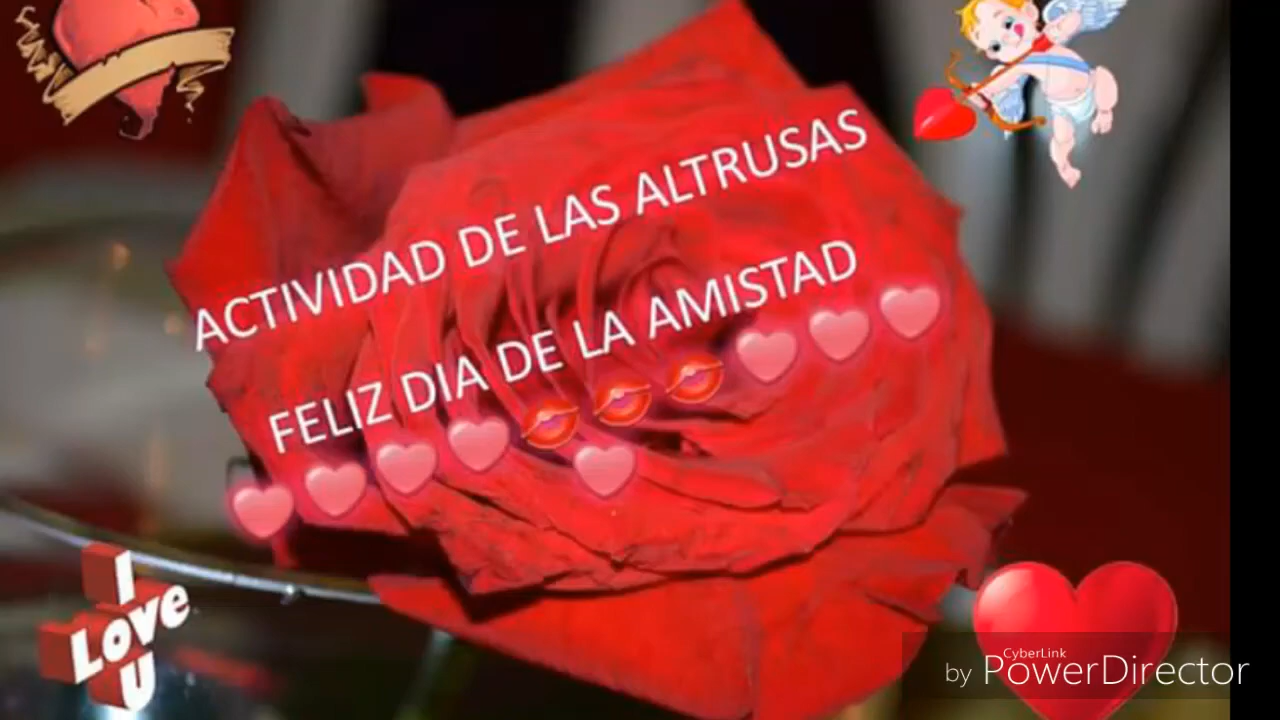 ACTIVIDAD DE LAS ALTRUSAS
FELIZ DIA DE LA AMISTAD
I
LOVE
U
CyberLink
by PowerDirector